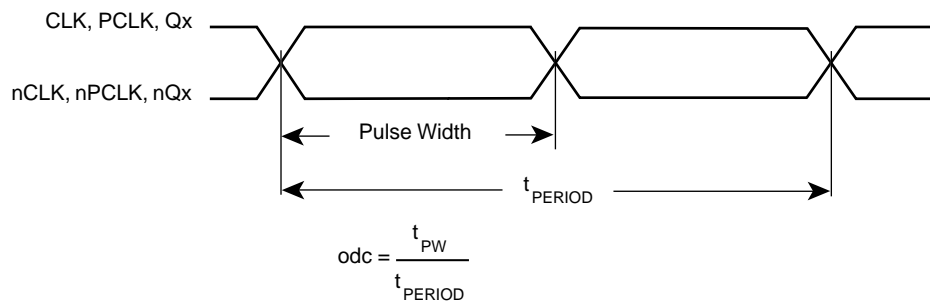 CLK, PCLK, Qx
nCLK, nPCLK, nQx
Pulse Width
tPERIOD
odc = tPW / tPERIOD